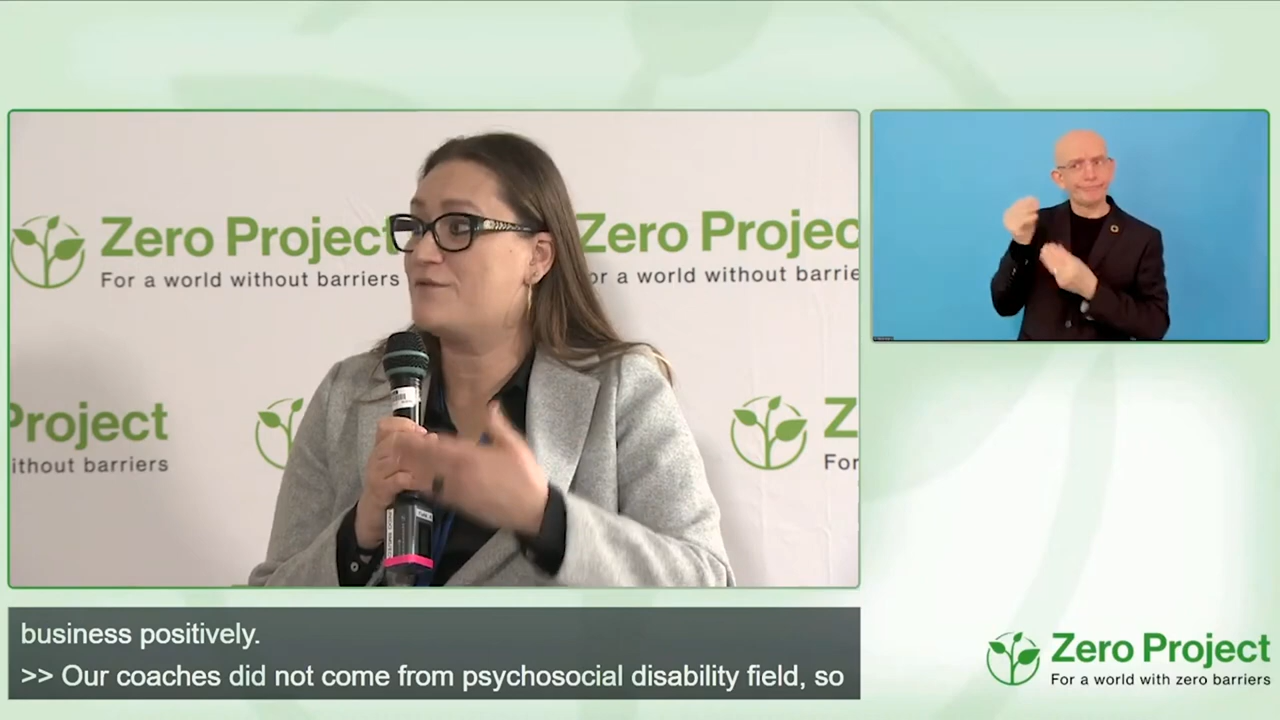 Zero Project
For a world without barriers
Zero Projec
or a world without barrie
Project
ithout barriers
Z
For
business positively.
>> Our coaches did not come from psychosocial disability field, so
Zero Project
For a world with zero barriers